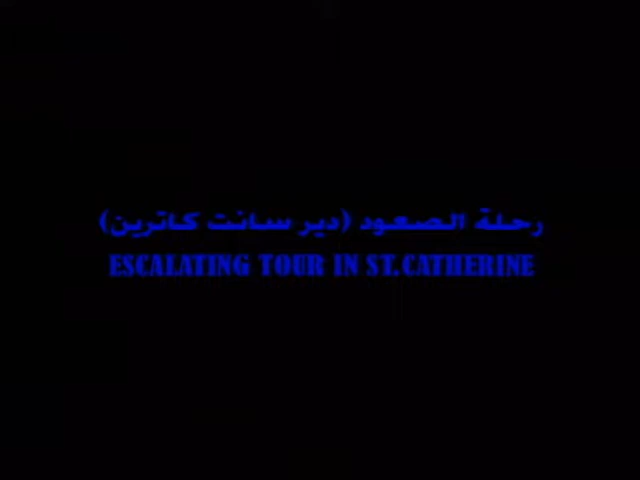 رحلة الصعود (دير سانت كاترين)
ESCALATING TOUR IN ST.CATHERINE